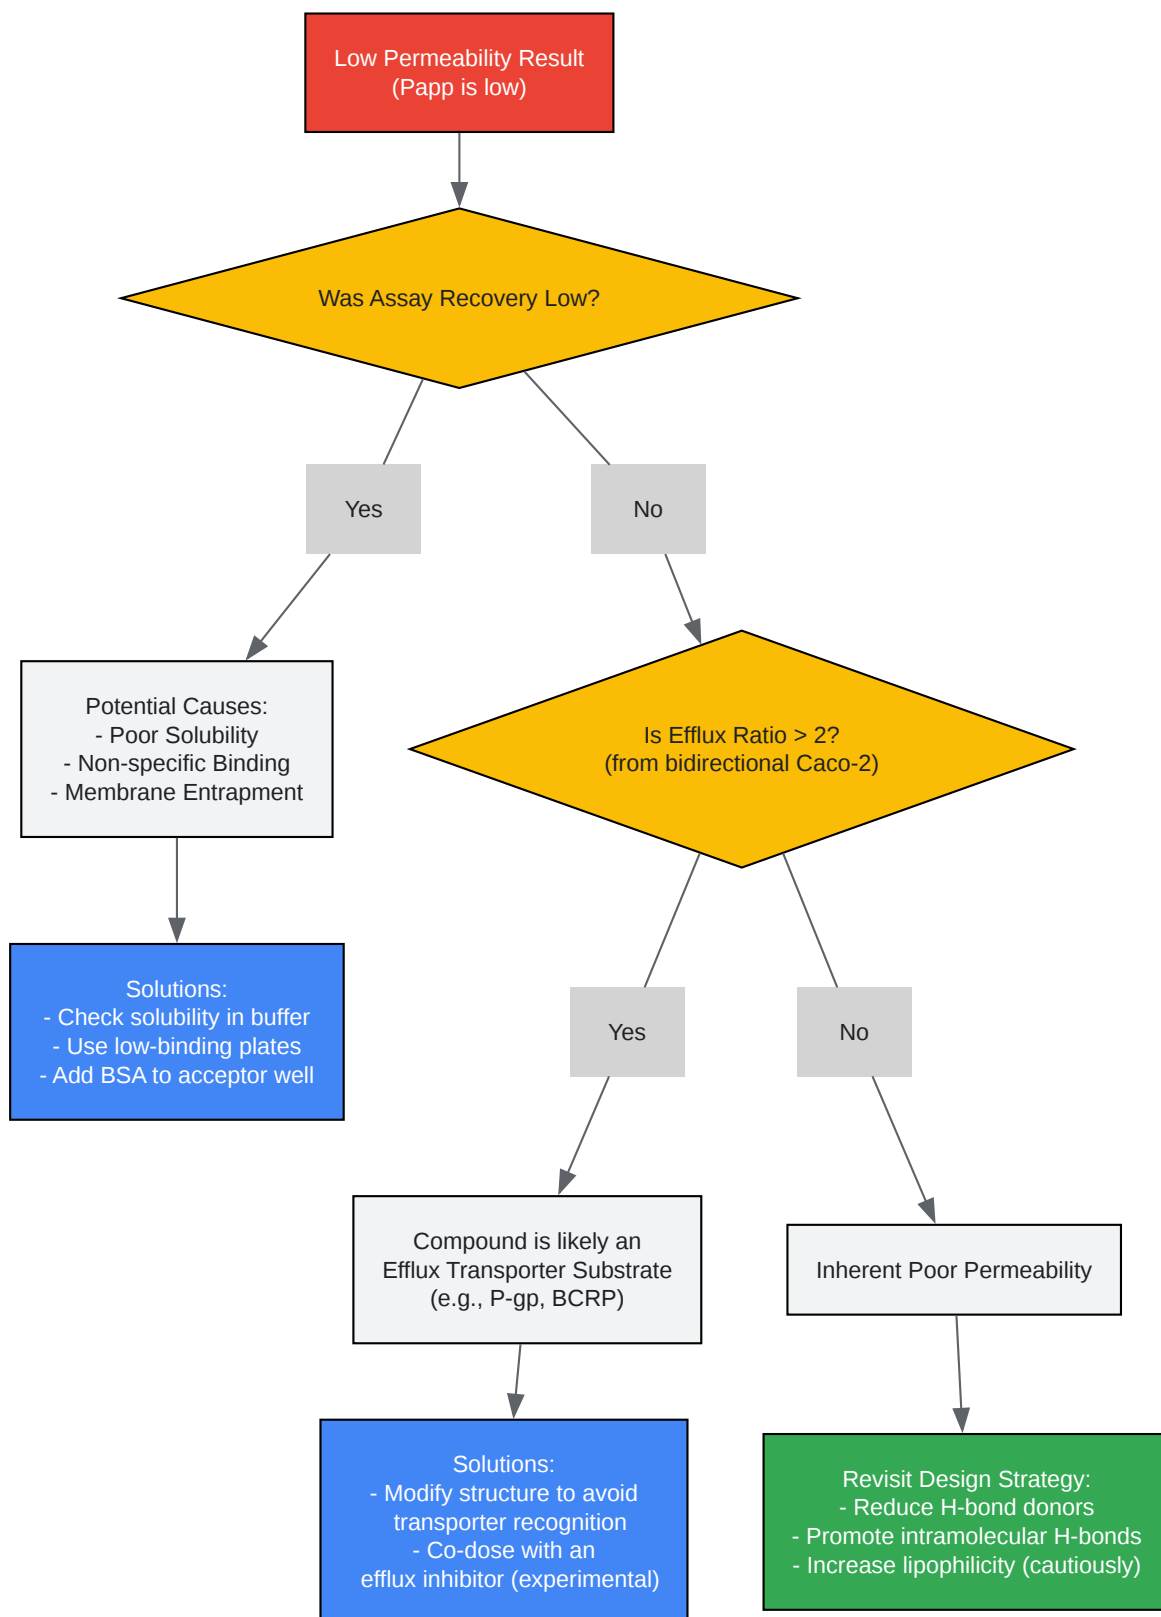 Low Permeability Result
(Papp is low)
Was Assay Recovery Low?
Yes
No
Potential Causes:
- Poor Solubility
- Non-specific Binding
- Membrane Entrapment
Is Efflux Ratio > 2?
(from bidirectional Caco-2)
Solutions:
- Check solubility in buffer
- Use low-binding plates
- Add BSA to acceptor well
Yes
No
Compound is likely an
Efflux Transporter Substrate
(e.g., P-gp, BCRP)
Inherent Poor Permeability
Solutions:
- Modify structure to avoid
transporter recognition
- Co-dose with an
efflux inhibitor (experimental)
Revisit Design Strategy:
- Reduce H-bond donors
- Promote intramolecular H-bonds
- Increase lipophilicity (cautiously)